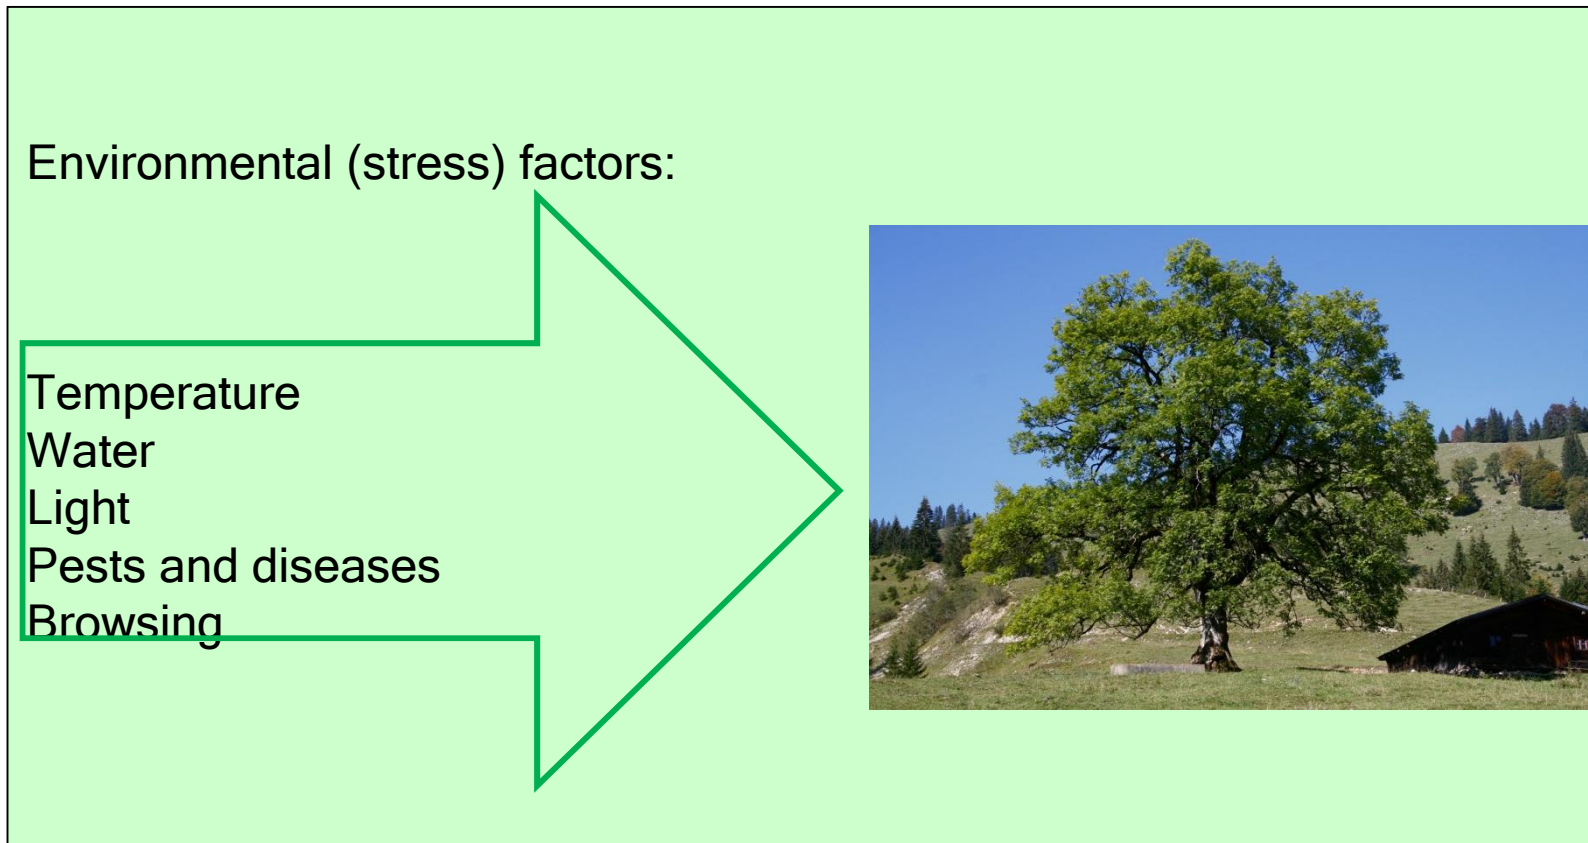 Environmental (stress) factors:
Temperature
Water
Light
Pests and diseases
Browsing